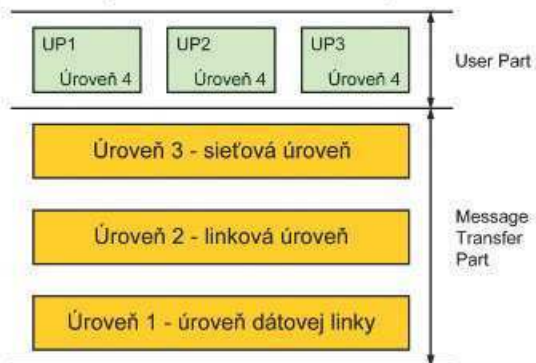 UP1
Úroveň 4
UP2
Úroveň 4
UP3
Úroveň 4
User Part
Úroveň 3 - sieťová úroveň
Úroveň 2 - linková úroveň
Úroveň 1 - úroveň dátovej linky
Message
Transfer
Part